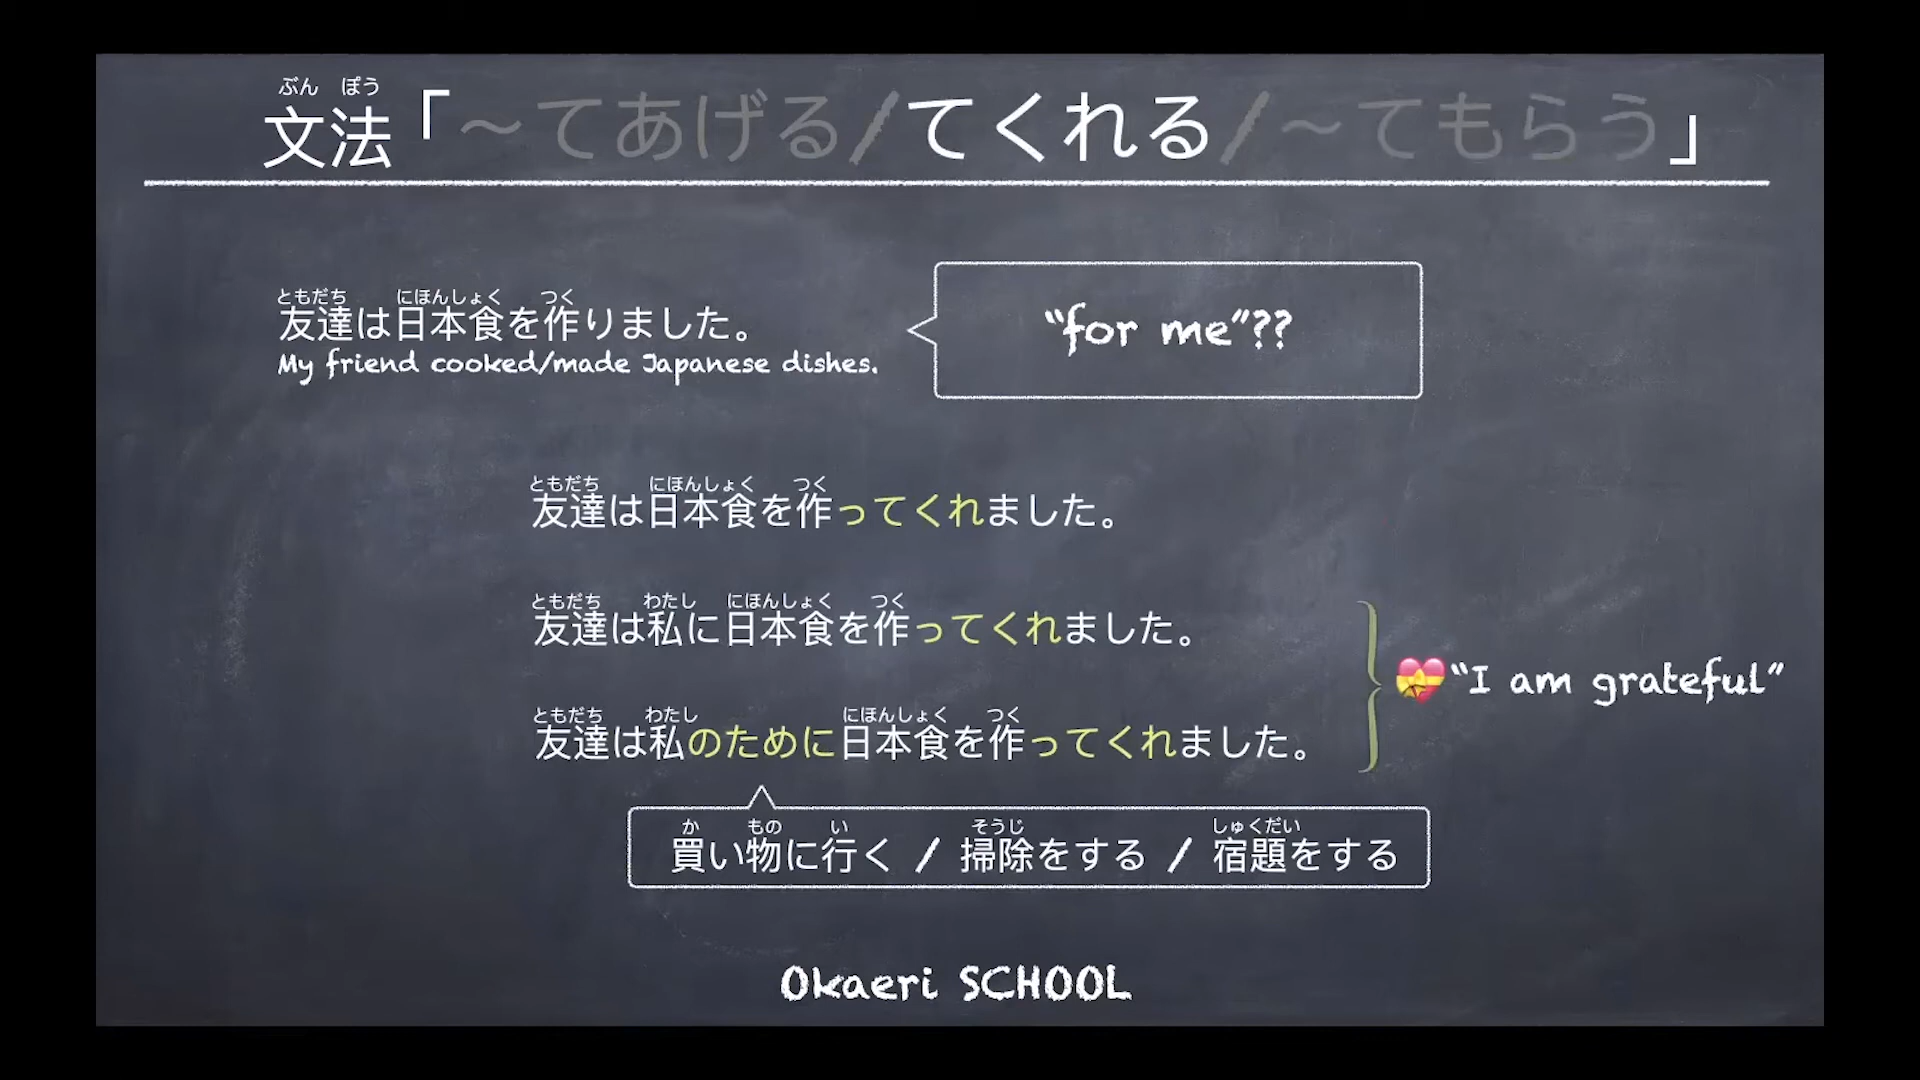 ぶん ぽう
文法「～てあげる/てくれる/～てもらう」
ともだち にほんしょく つく
友達は日本食を作りました。
My friend cooked/made Japanese dishes.
“for me”??
ともだち にほんしょく つく
友達は日本食を作ってくれました。
ともだち わたし にほんしょく つく
友達は私に日本食を作ってくれました。
ともだち わたし にほんしょく つく
友達は私のために日本食を作ってくれました。
💝“I am grateful”
か もの い そうじ しゅくだい
買い物に行く / 掃除をする / 宿題をする
Okaeri SCHOOL